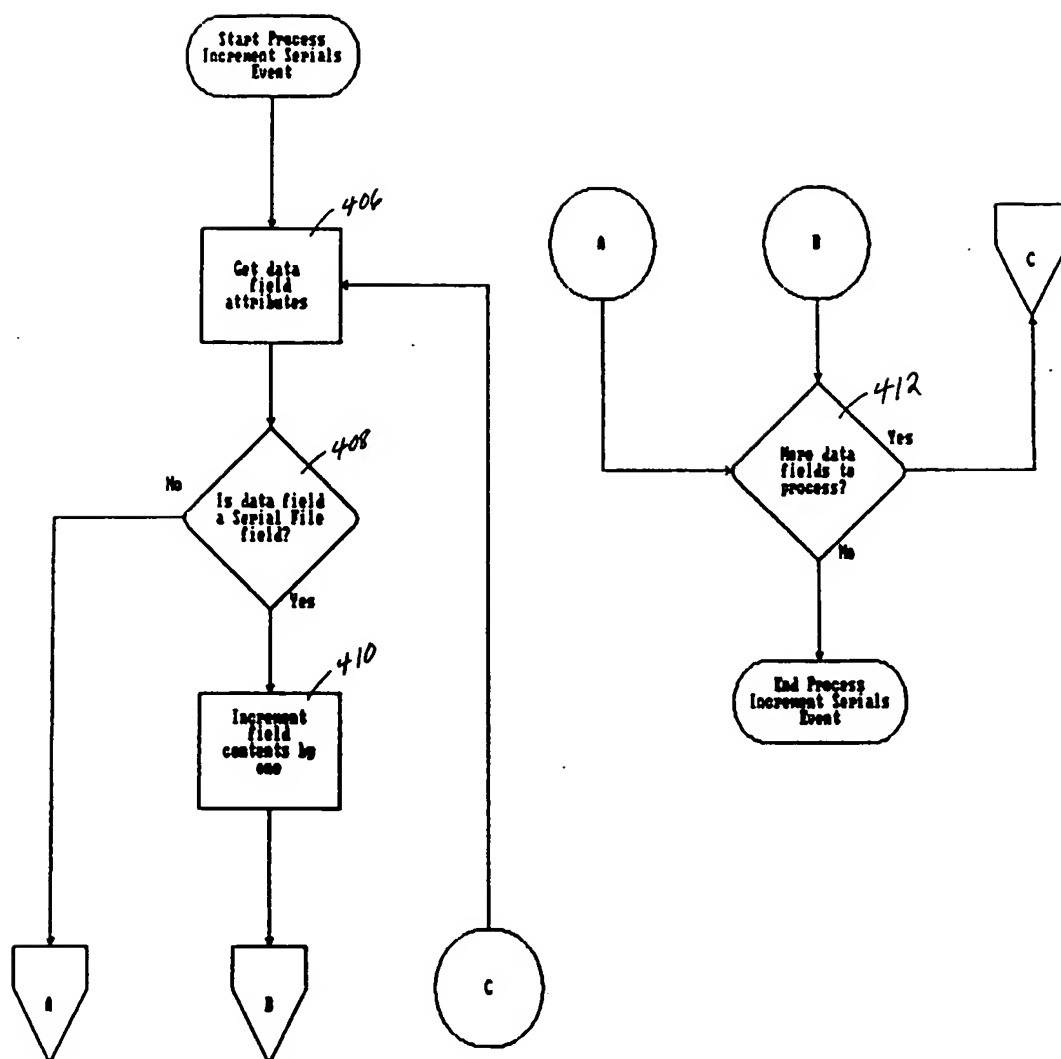 Start Process
Increment Serials
Event
406
Get data
field
attributes
408
No
Is data field
a Serial File
field?
Yes
410
Increment
field
contents by
one
A
B
C
A
B
C
412
Yes
More data
fields to
process?
No
End Process
Increment Serials
Event